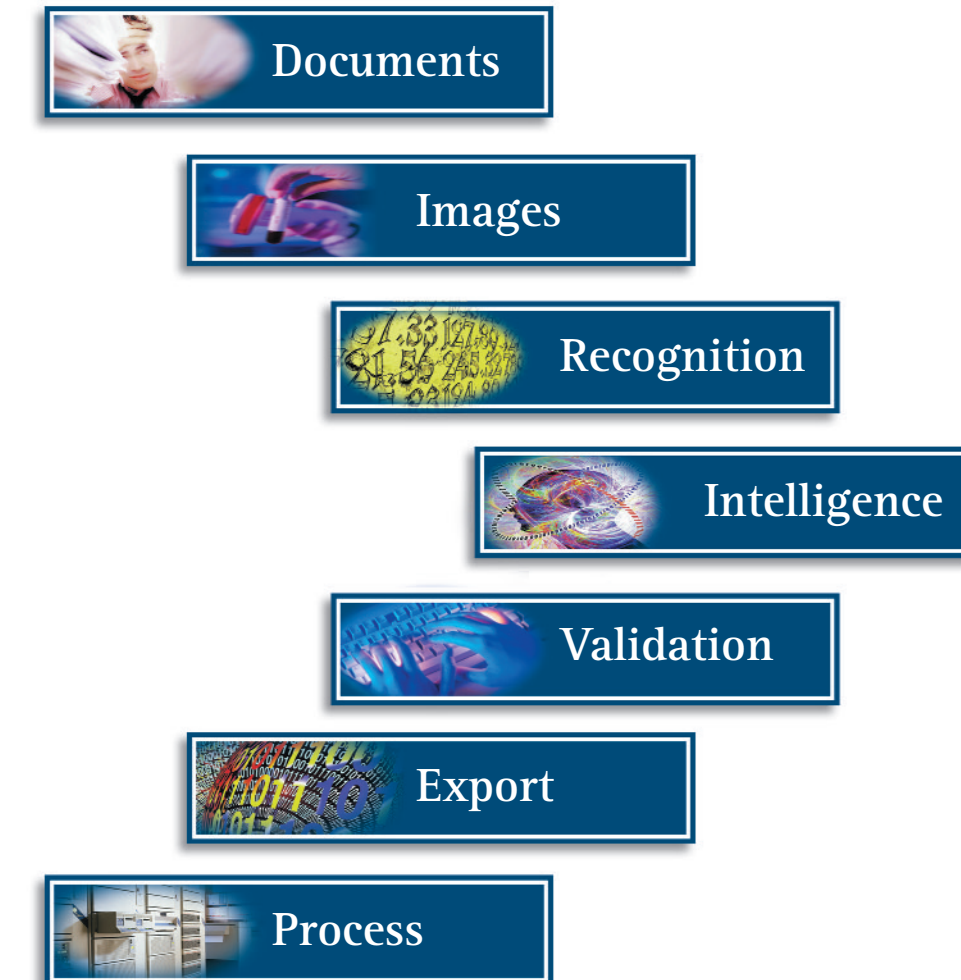 Documents
Images
Recognition
Intelligence
Validation
Export
Process